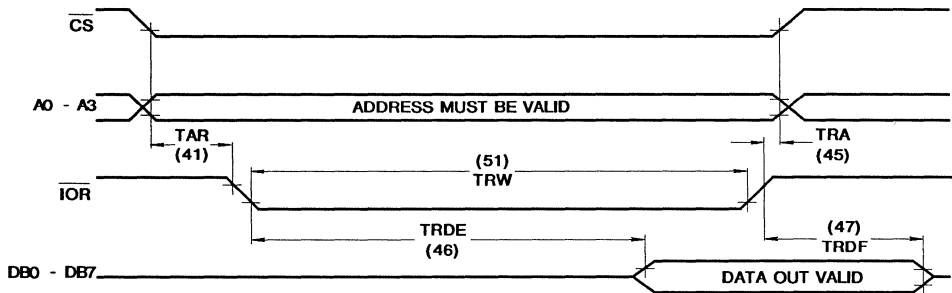 CS
A0 - A3
ADDRESS MUST BE VALID
TAR
(41)
TRA
(45)
IOR
(51)
TRW
TRDE
(46)
(47)
TRDF
DB0 - DB7
DATA OUT VALID